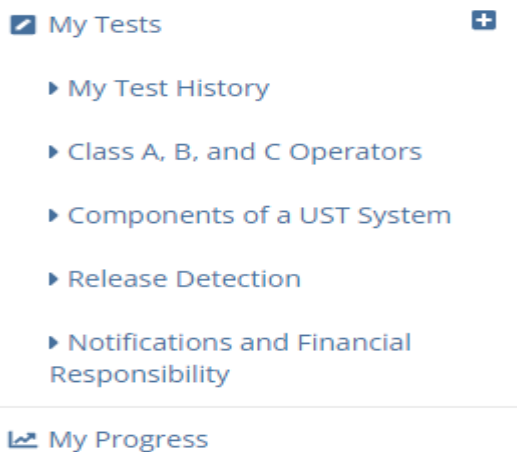 My Tests
My Test History
Class A, B, and C Operators
Components of a UST System
Release Detection
Notifications and Financial
Responsibility
My Progress